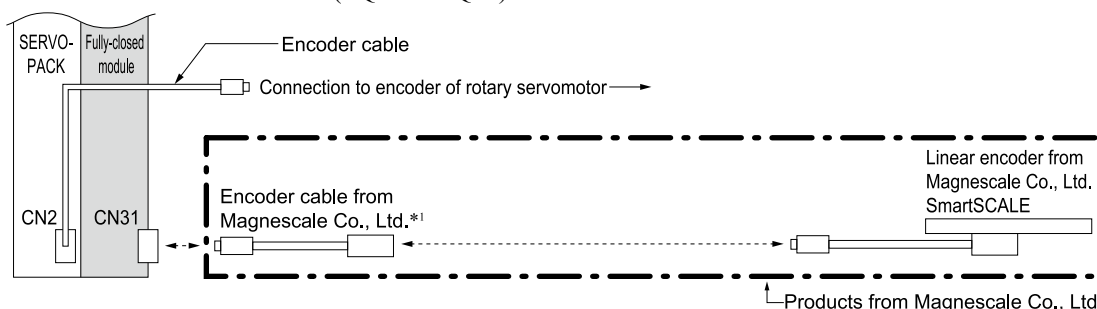 SERVO-
PACK
Fully-closed
module
Encoder cable
Connection to encoder of rotary servomotor
CN2
CN31
Encoder cable from
Magnescale Co., Ltd.*1
Linear encoder from
Magnescale Co., Ltd.
SmartSCALE
Products from Magnescale Co., Ltd